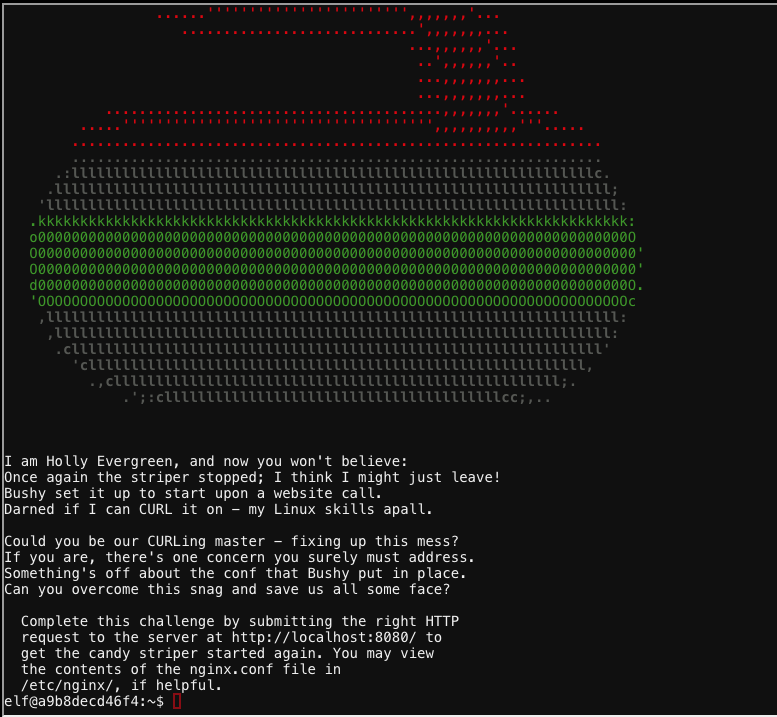 I am Holly Evergreen, and now you won't believe:
Once again the striper stopped; I think I might just leave!
Bushy set it up to start upon a website call.
Darned if I can CURL it on - my Linux skills apall.
Could you be our CURLing master - fixing up this mess?
If you are, there's one concern you surely must address.
Something's off about the conf that Bushy put in place.
Can you overcome this snag and save us all some face?
Complete this challenge by submitting the right HTTP
request to the server at http://localhost:8080/ to
get the candy striper started again. You may view
the contents of the nginx.conf file in
/etc/nginx/, if helpful.
elf@a9b8decd46f4:~$